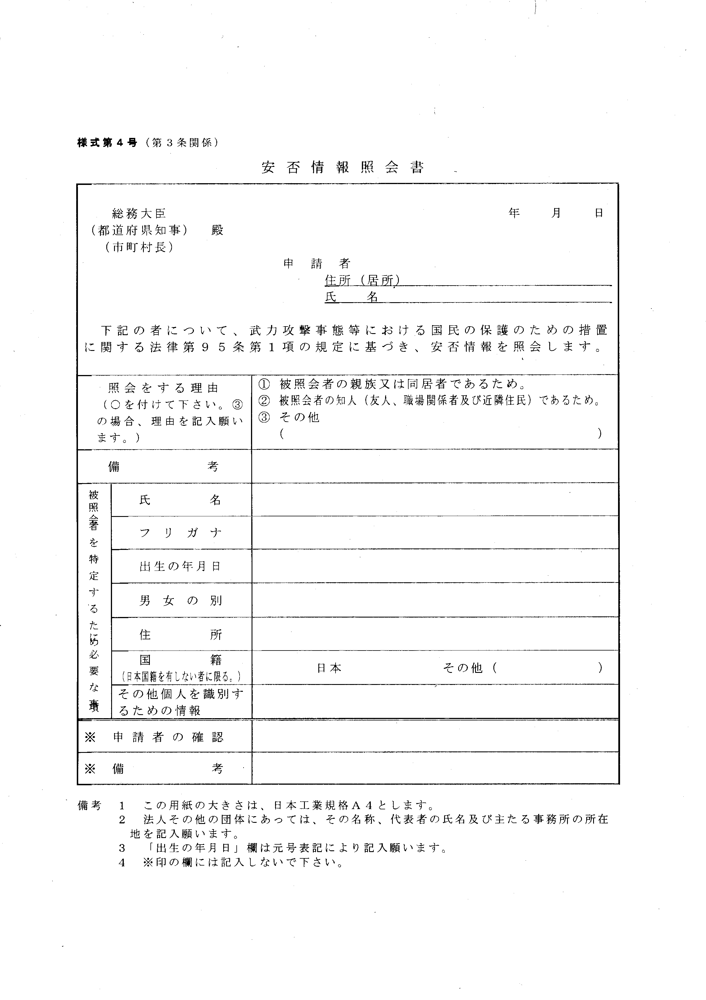 様式第４号（第３条関係）
安否情報照会書
総務大臣　　　年　月　日
（都道府県知事）　殿
（市町村長）
申請者
住所（居所）
氏　名
下記の者について、武力攻撃事態等における国民の保護のための措置
に関する法律第９５条第１項の規定に基づき、安否情報を照会します。
照会をする理由
（○を付けて下さい。③
の場合、理由を記入願い
ます。）
① 被照会者の親族又は同居者であるため。
② 被照会者の知人（友人、職場関係者及び近隣住民）であるため。
③ その他
（　　　）
備考
被照会者を特定するために必要な事項
氏名
フリガナ
出生の年月日
男女の別
住所
国籍
（日本国籍を有しない者に限る。）
日本　　　その他（　　　）
その他個人を識別す
るための情報
※ 申請者の確認
※ 備考
備考　１　この用紙の大きさは、日本工業規格Ａ４とします。
２　法人その他の団体にあっては、その名称、代表者の氏名及び主たる事務所の所在
地を記入願います。
３　「出生の年月日」欄は元号表記により記入願います。
４　※印の欄には記入しないで下さい。